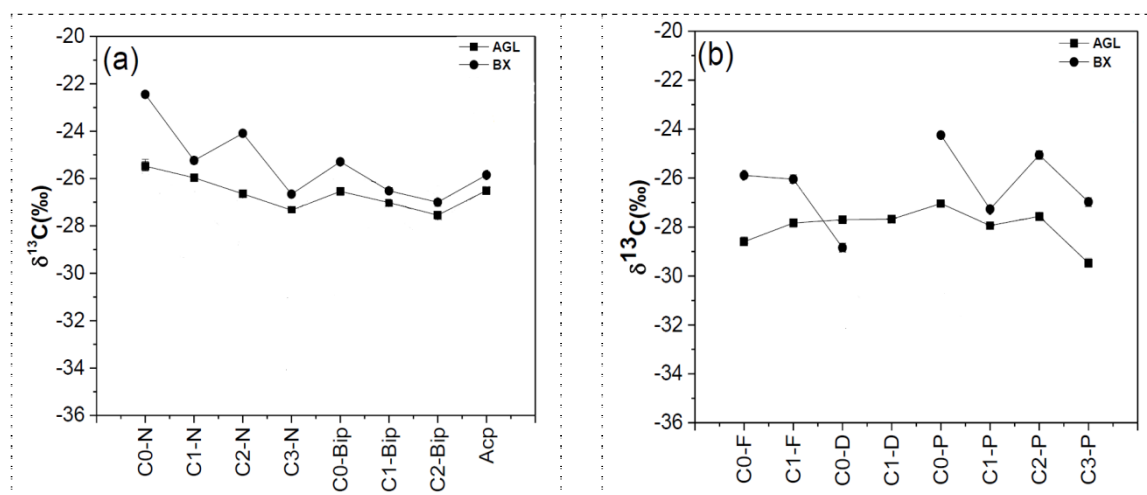 (a)
AGL
BX
-20
-22
-24
-26
-28
-30
-32
-34
-36
δ¹³C(‰)
C0-N
C1-N
C2-N
C3-N
C0-Bip
C1-Bip
C2-Bip
Acp
(b)
AGL
BX
-20
-22
-24
-26
-28
-30
-32
-34
-36
δ¹³C(‰)
C0-F
C1-F
C0-D
C1-D
C0-P
C1-P
C2-P
C3-P